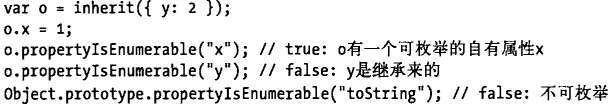 var o = inherit({ y: 2 });
o.x = 1;
o.propertyIsEnumerable("x"); // true: o有一个可枚举的自有属性x
o.propertyIsEnumerable("y"); // false: y是继承来的
Object.prototype.propertyIsEnumerable("toString"); // false: 不可枚举